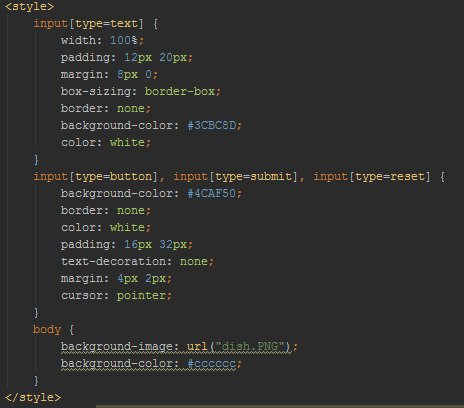 <style>
    input[type=text] {
        width: 100%;
        padding: 12px 20px;
        margin: 8px 0;
        box-sizing: border-box;
        border: none;
        background-color: #3CBC8D;
        color: white;
    }
    input[type=button], input[type=submit], input[type=reset] {
        background-color: #4CAF50;
        border: none;
        color: white;
        padding: 16px 32px;
        text-decoration: none;
        margin: 4px 2px;
        cursor: pointer;
    }
    body {
        background-image: url("dish.PNG");
        background-color: #cccccc;
    }
</style>